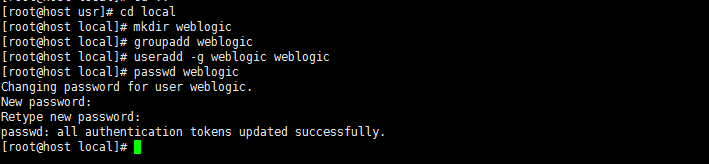 [root@host usr]# cd local
[root@host local]# mkdir weblogic
[root@host local]# groupadd weblogic
[root@host local]# useradd -g weblogic weblogic
[root@host local]# passwd weblogic
Changing password for user weblogic.
New password:
Retype new password:
passwd: all authentication tokens updated successfully.
[root@host local]#